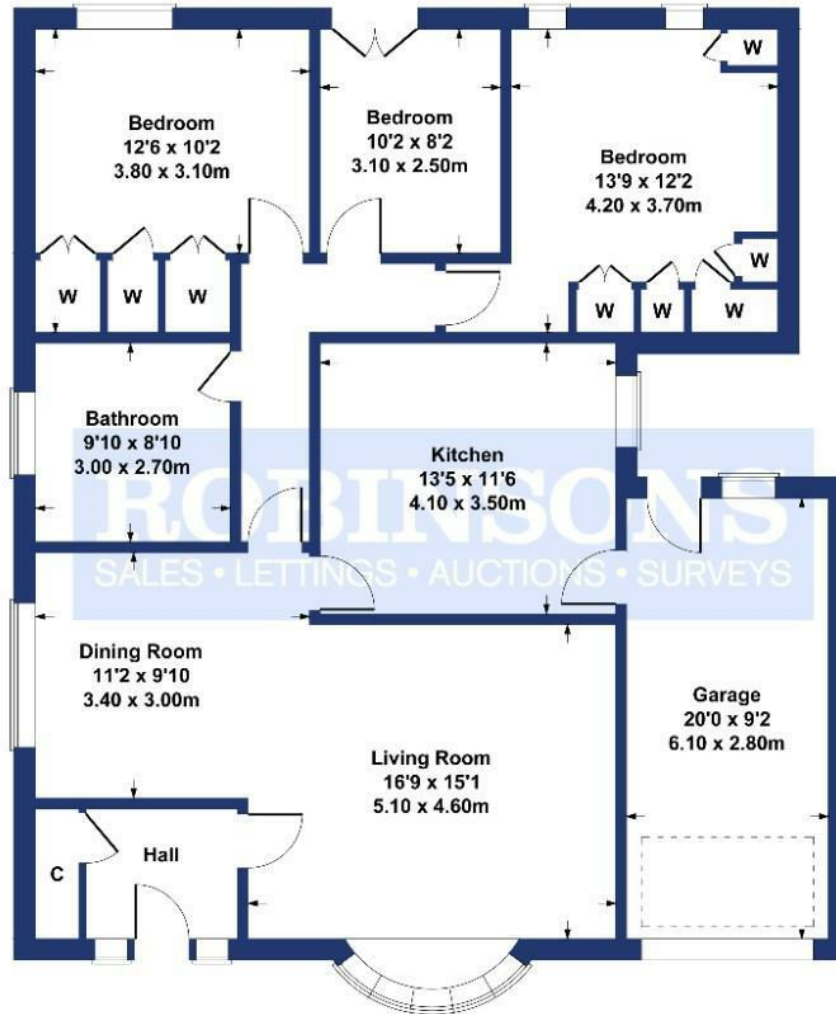 Bedroom
12'6 x 10'2
3.80 x 3.10m
Bedroom
10'2 x 8'2
3.10 x 2.50m
W
Bedroom
13'9 x 12'2
4.20 x 3.70m
W
W
W
W
W
W
W
Bathroom
9'10 x 8'10
3.00 x 2.70m
Kitchen
13'5 x 11'6
4.10 x 3.50m
ROBINSONS
SALES • LETTINGS • AUCTIONS • SURVEYS
Dining Room
11'2 x 9'10
3.40 x 3.00m
Living Room
16'9 x 15'1
5.10 x 4.60m
Garage
20'0 x 9'2
6.10 x 2.80m
Hall
C